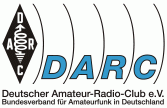 D
A R
C
DARC
Deutscher Amateur-Radio-Club e.V.
Bundesverband für Amateurfunk in Deutschland